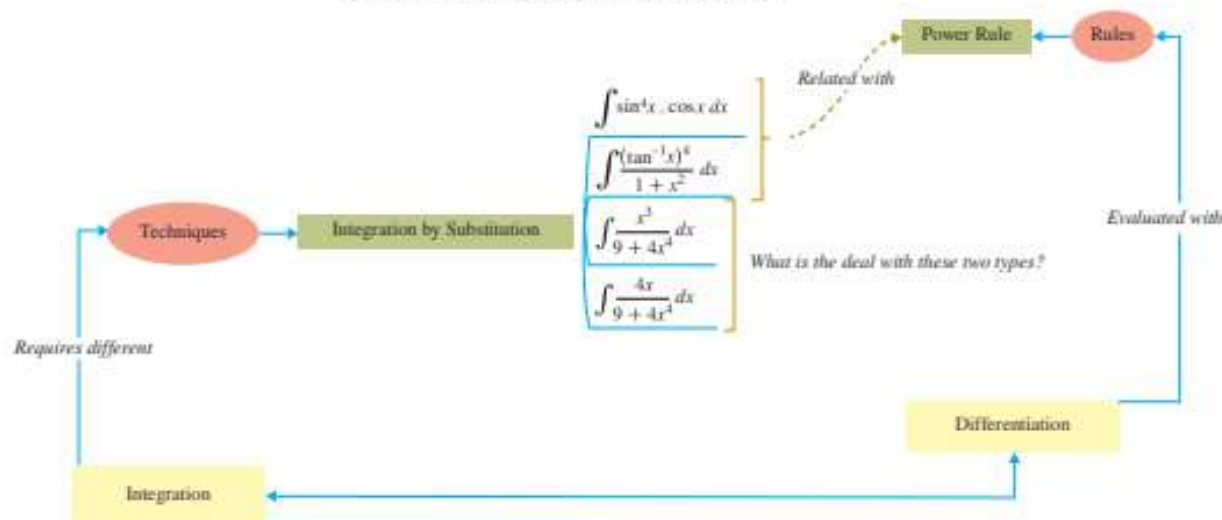 Power Rule
Rules
Related with
∫ sin⁴x . cos x dx
∫ (tan⁻¹x)⁴ / 1 + x² dx
Evaluated with
Techniques
Integration by Substitution
∫ x³ / 9 + 4x⁴ dx
What is the deal with these two types?
∫ 4x / 9 + 4x⁴ dx
Requires different
Differentiation
Integration